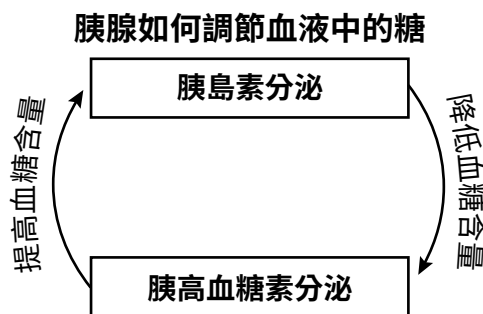 胰腺如何調節血液中的糖
胰島素分泌
提高血糖含量
降低血糖含量
胰高血糖素分泌